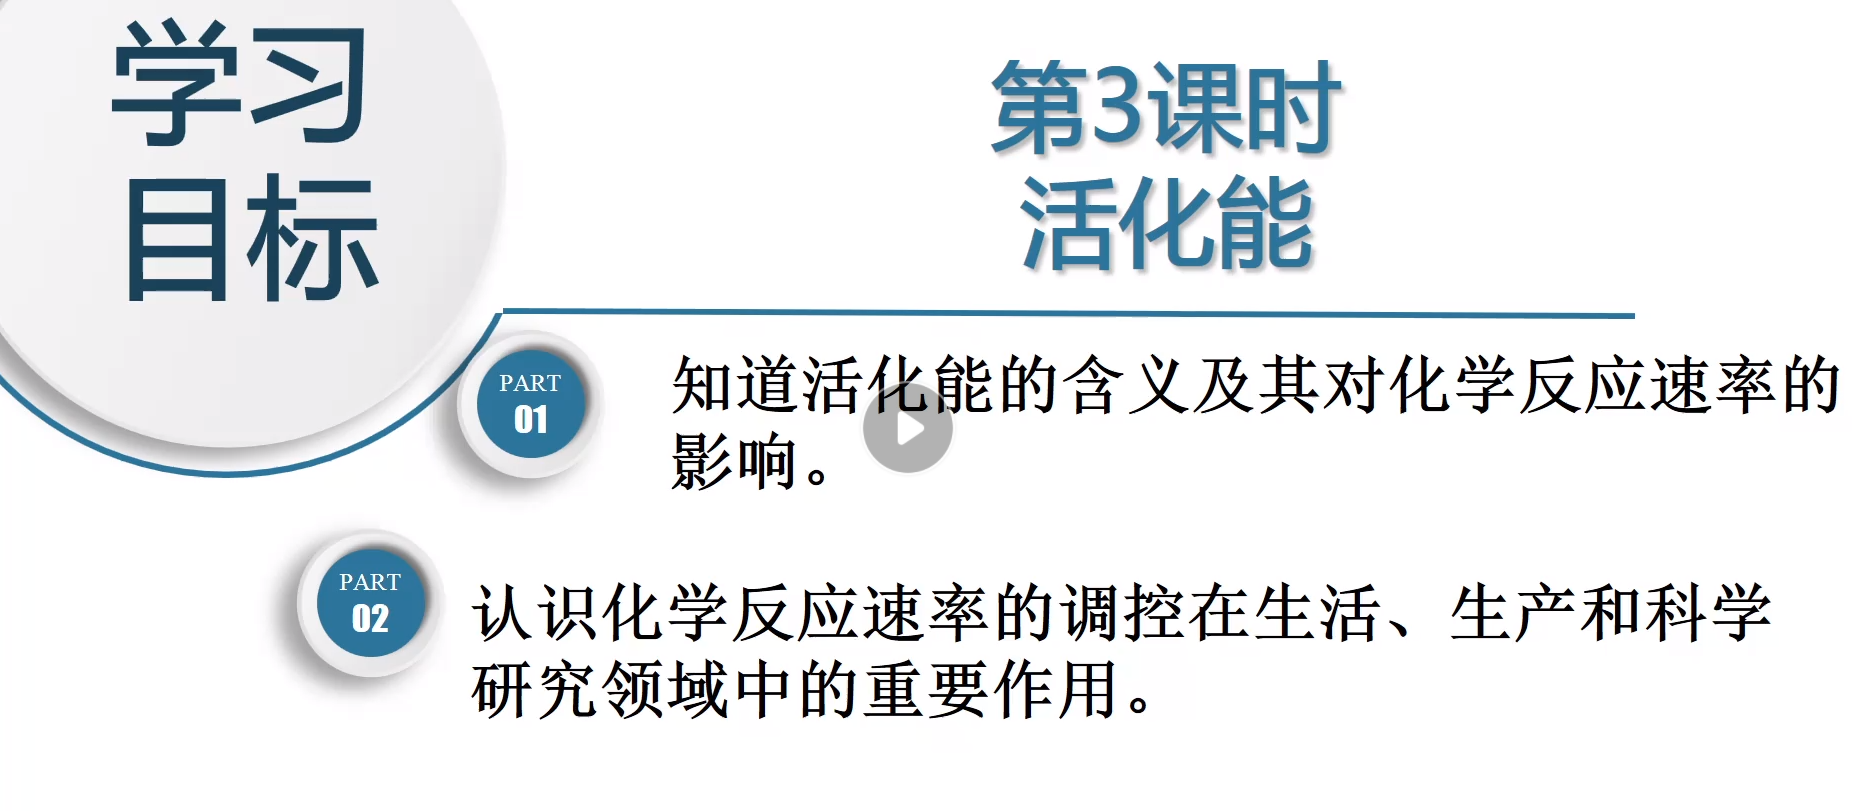 学习
目标
第3课时
活化能
PART
01
知道活化能的含义及其对化学反应速率的
影响。
PART
02
认识化学反应速率的调控在生活、生产和科学
研究领域中的重要作用。